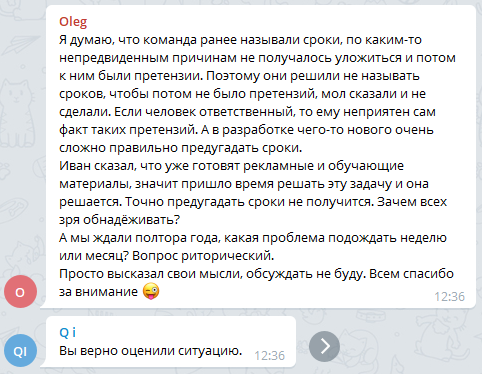 Oleg
Я думаю, что команда ранее называли сроки, по каким-то
непредвиденным причинам не получалось уложиться и потом
к ним были претензии. Поэтому они решили не называть
сроков, чтобы потом не было претензий, мол сказали и не
сделали. Если человек ответственный, то ему неприятен сам
факт таких претензий. А в разработке чего-то нового очень
сложно правильно предугадать сроки.
Иван сказал, что уже готовят рекламные и обучающие
материалы, значит пришло время решать эту задачу и она
решается. Точно предугадать сроки не получится. Зачем всех
зря обнадёживать?
А мы ждали полтора года, какая проблема подождать неделю
или месяц? Вопрос риторический.
Просто высказал свои мысли, обсуждать не буду. Всем спасибо
за внимание 😜
O
12:36
Q i
Вы верно оценили ситуацию.
12:36
QI